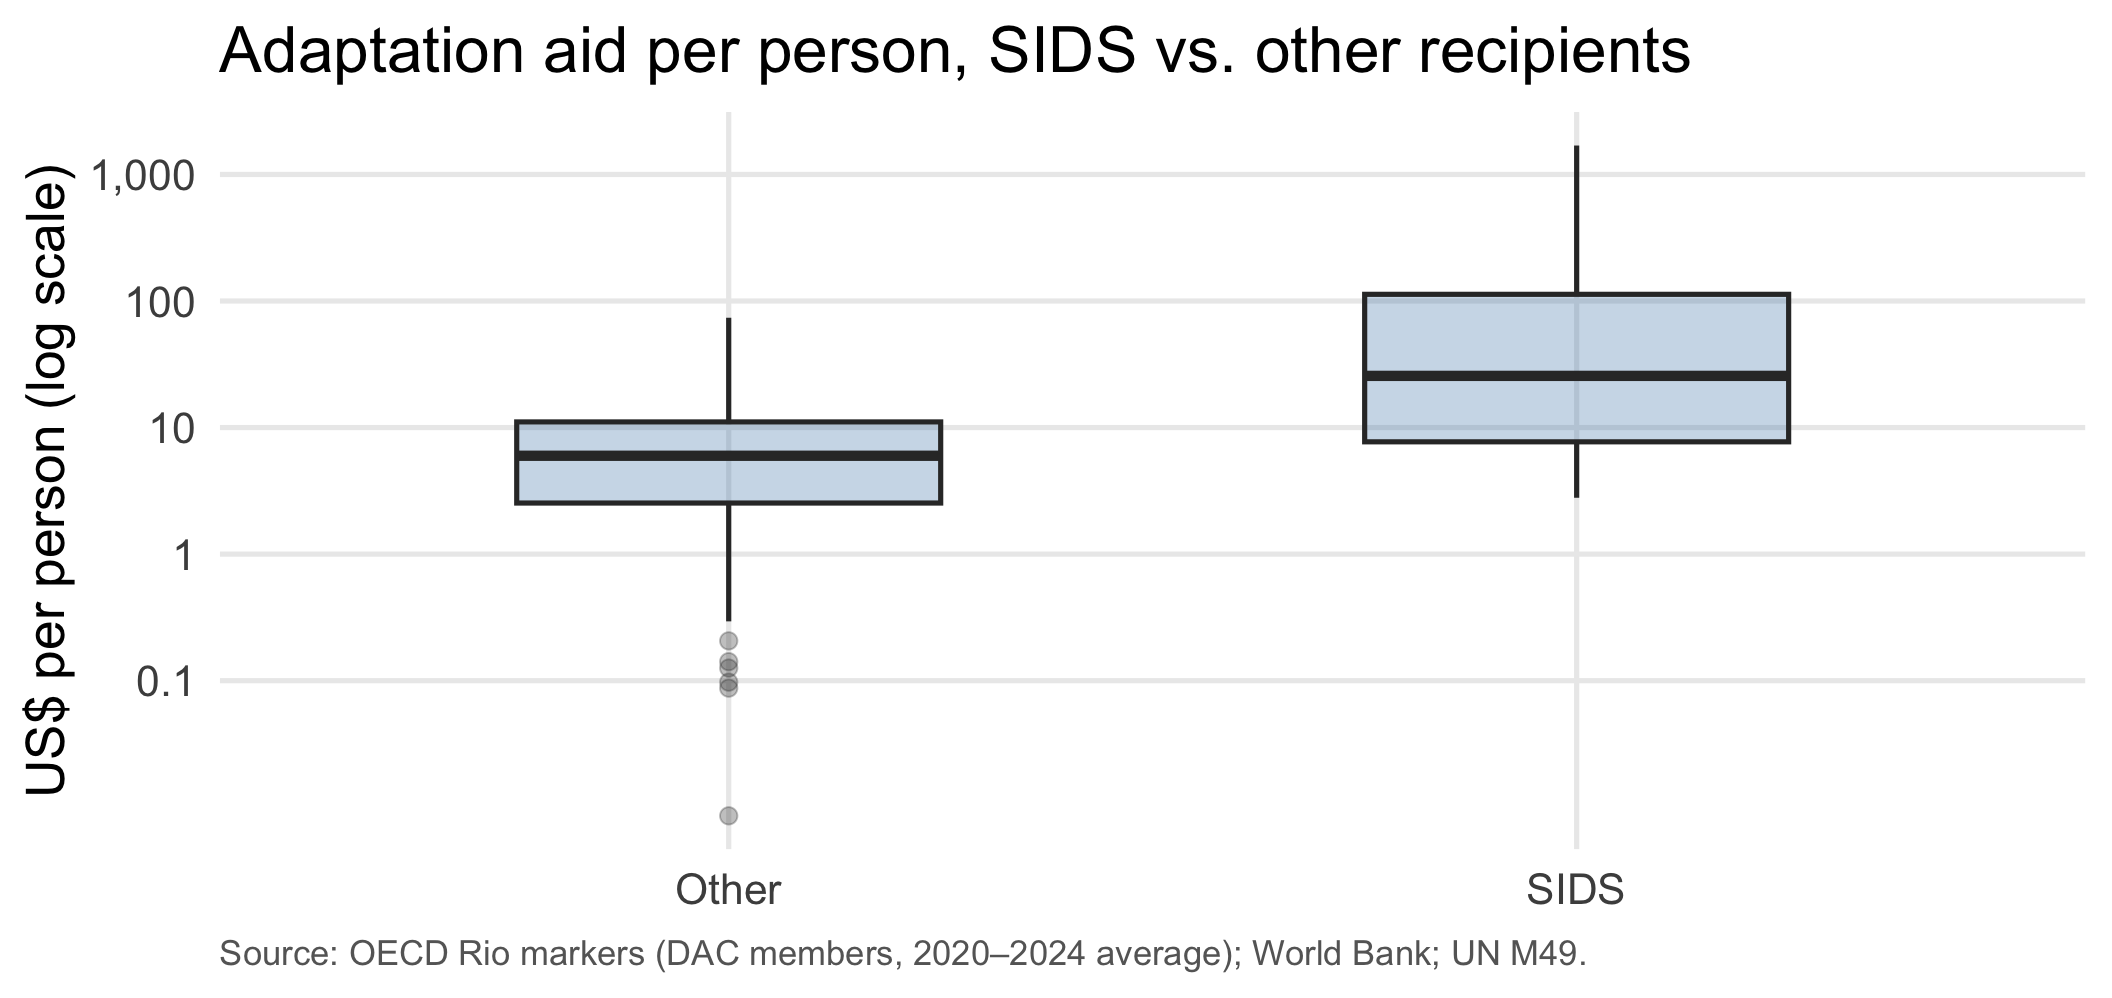 Adaptation aid per person, SIDS vs. other recipients
US$ per person (log scale)
1,000
100
10
1
0.1
Other
SIDS
Source: OECD Rio markers (DAC members, 2020–2024 average); World Bank; UN M49.